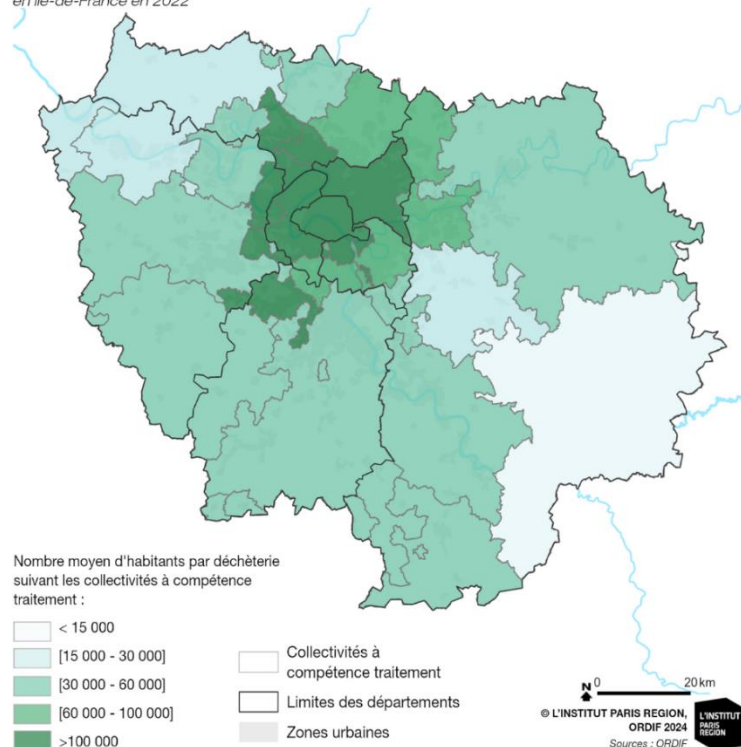 en Île-de-France en 2022
Nombre moyen d'habitants par déchèterie
suivant les collectivités à compétence
traitement :
< 15 000
[15 000 - 30 000]
[30 000 - 60 000]
[60 000 - 100 000]
>100 000
Collectivités à
compétence traitement
Limites des départements
Zones urbaines
N
0 20 km
© L'INSTITUT PARIS REGION,
ORDIF 2024
Sources : ORDIF
L'INSTITUT
PARIS
REGION